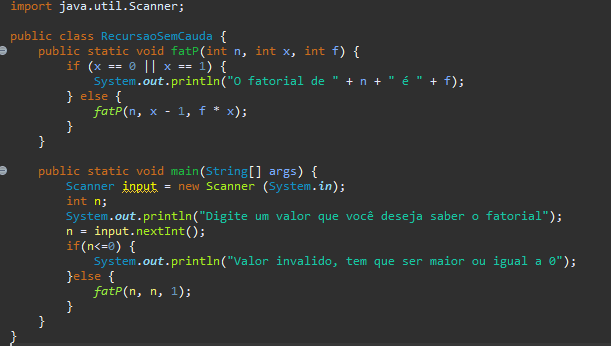 import java.util.Scanner;
public class RecursaoSemCauda {
public static void fatP(int n, int x, int f) {
if (x == 0 || x == 1) {
System.out.println("O fatorial de " + n + " é " + f);
} else {
fatP(n, x - 1, f * x);
}
}
public static void main(String[] args) {
Scanner input = new Scanner (System.in);
int n;
System.out.println("Digite um valor que você deseja saber o fatorial");
n = input.nextInt();
if(n<=0) {
System.out.println("Valor invalido, tem que ser maior ou igual a 0");
}else {
fatP(n, n, 1);
}
}
}